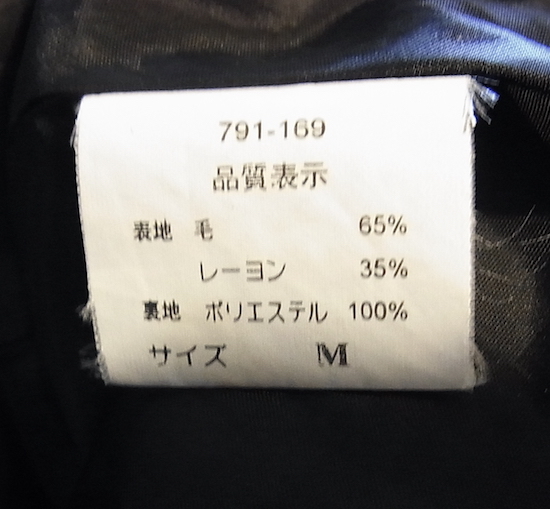 791-169
品質表示
表地 毛 65%
レーヨン 35%
裏地 ポリエステル 100%
サイズ M